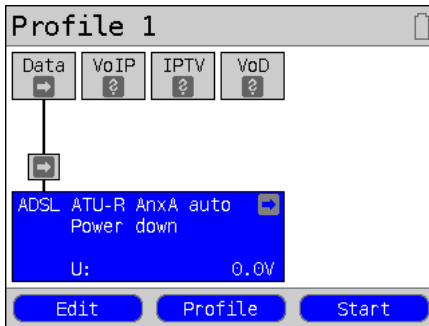 Profile 1
Data VoIP IPTV VoD
ADSL ATU-R AnxA auto
Power down
U: 0.0V
Edit Profile Start